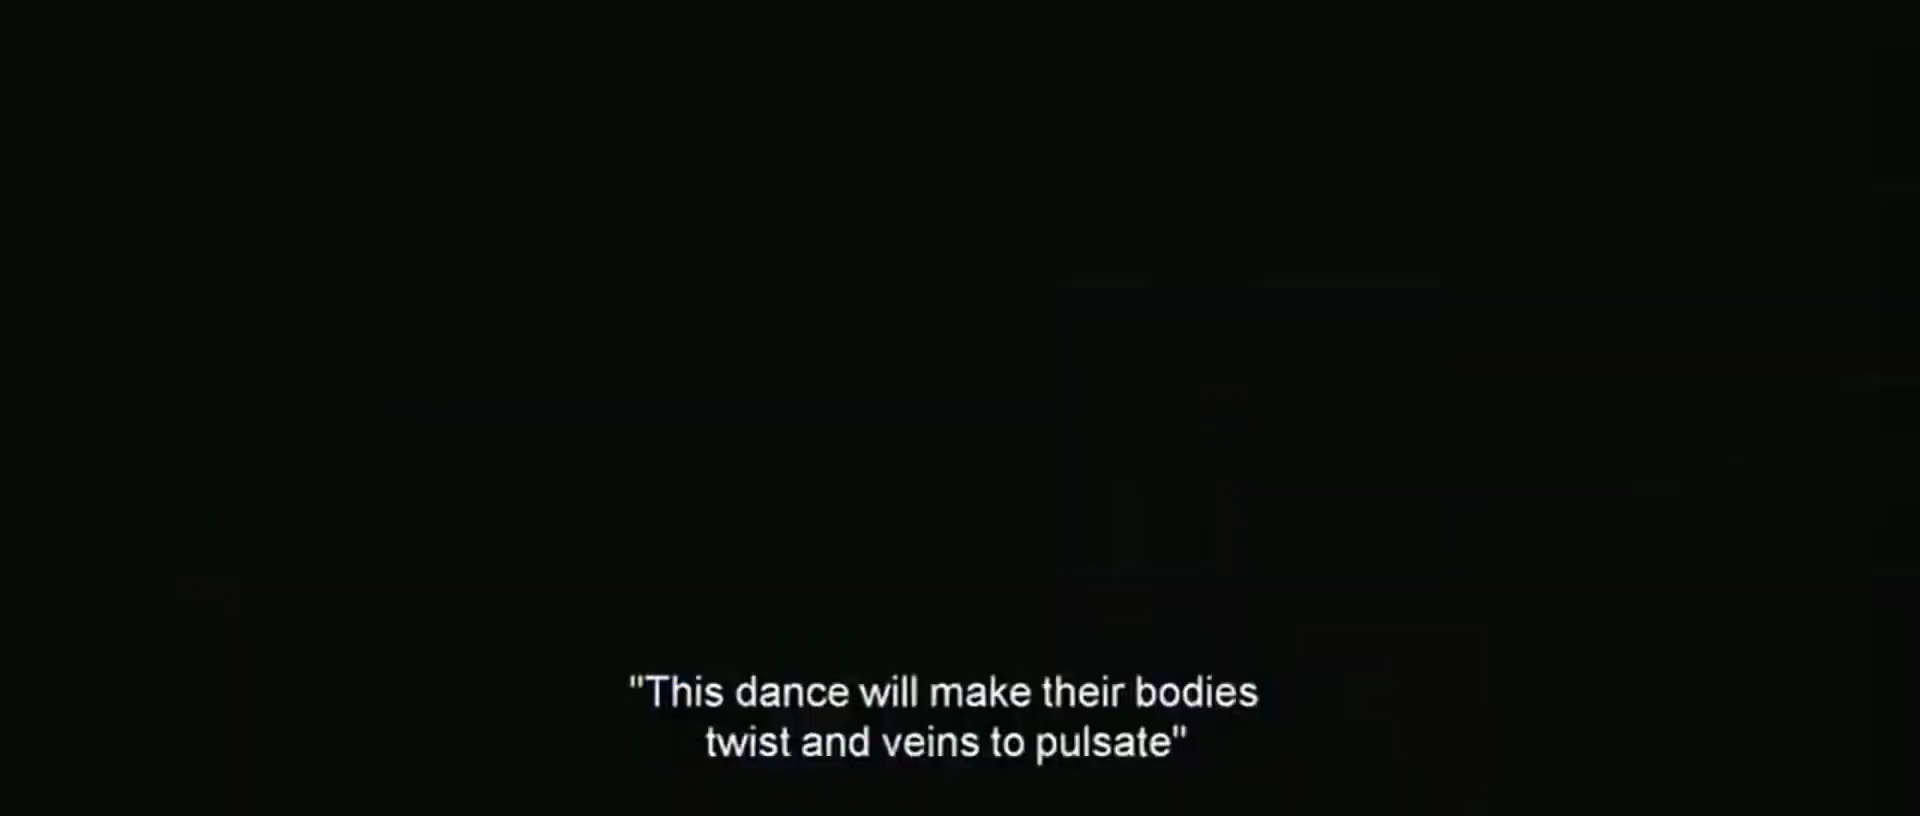 "This dance will make their bodies
twist and veins to pulsate"